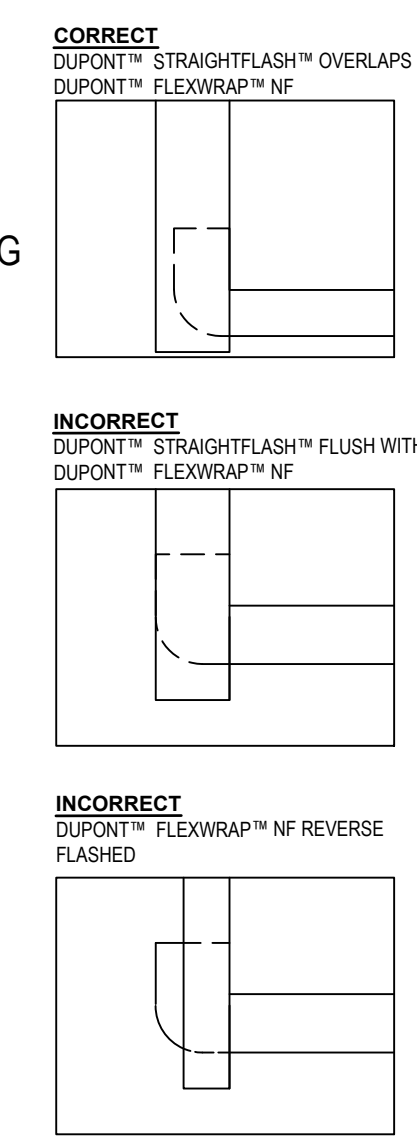 CORRECT
DUPONT™ STRAIGHTFLASH™ OVERLAPS
DUPONT™ FLEXWRAP™ NF
G
INCORRECT
DUPONT™ STRAIGHTFLASH™ FLUSH WITH
DUPONT™ FLEXWRAP™ NF
INCORRECT
DUPONT™ FLEXWRAP™ NF REVERSE
FLASHED